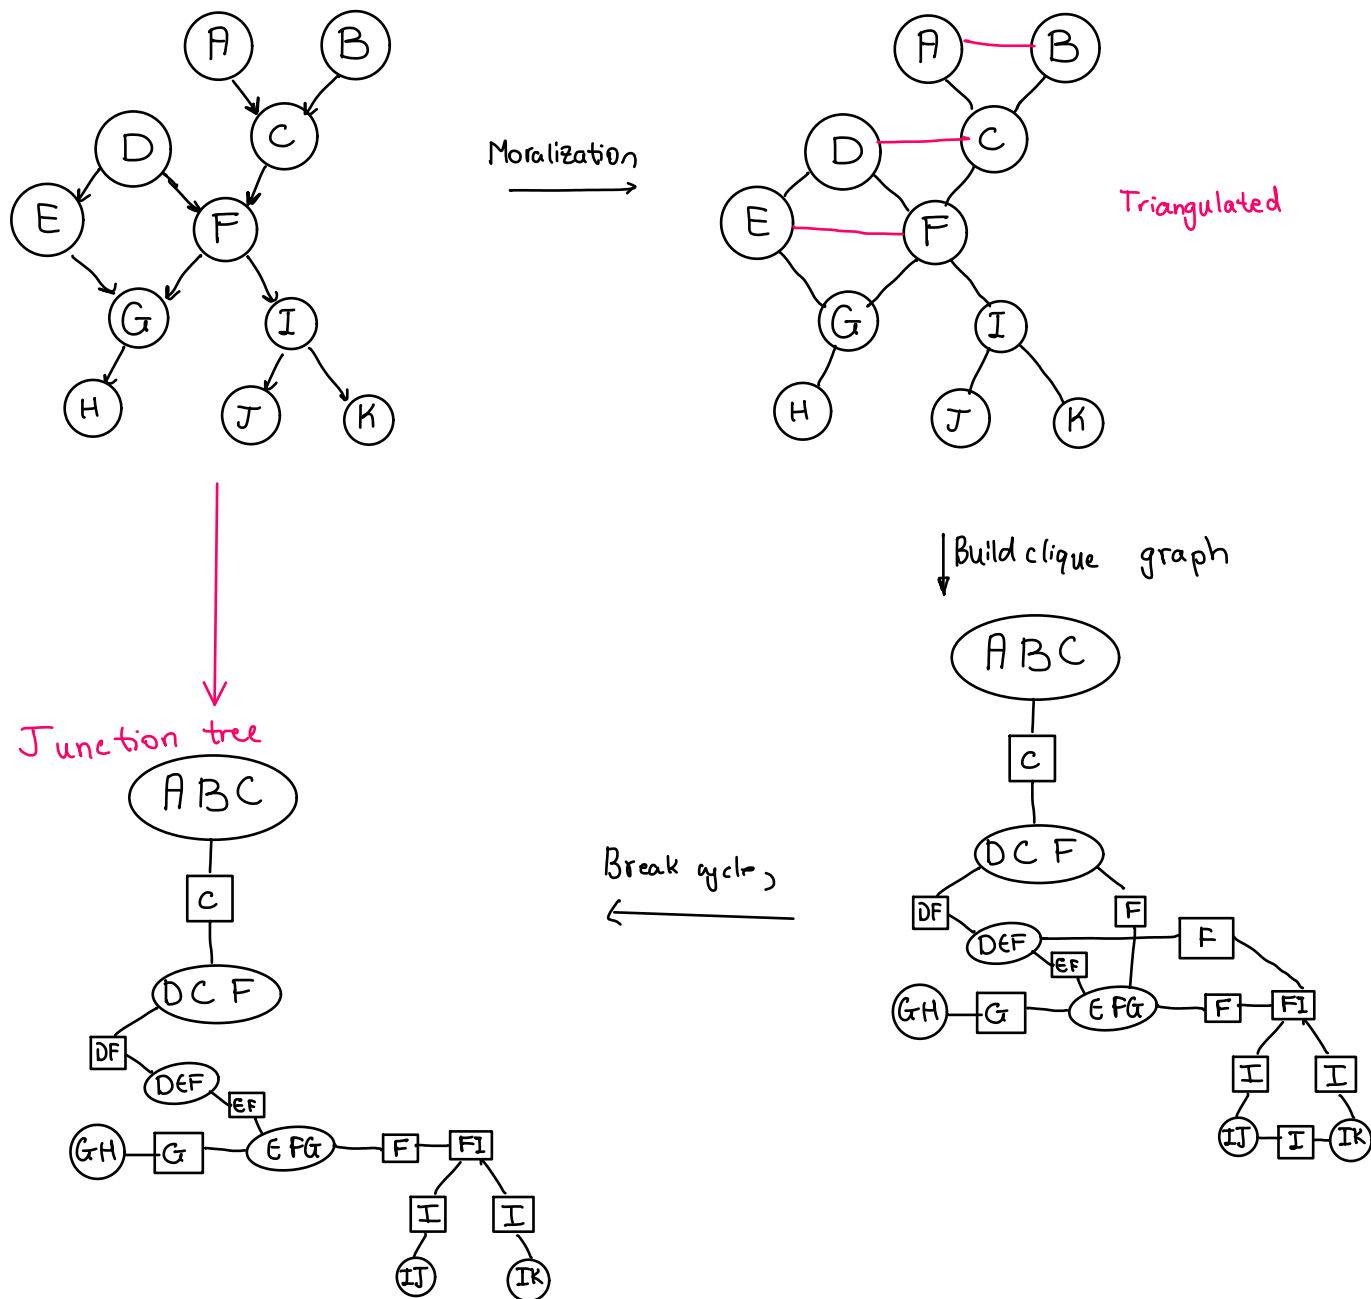 A B
C
D
E F
G I
H J K
Moralization
A B
C
D
E F
G I
H J K
Triangulated
Build clique graph
ABC
C
DCF
DF F
DEF F
EF
GH G EFG F FI
I I
IJ I IK
Break cycles
Junction tree
ABC
C
DCF
DF
DEF
EF
GH G EFG F FI
I I
IJ IK